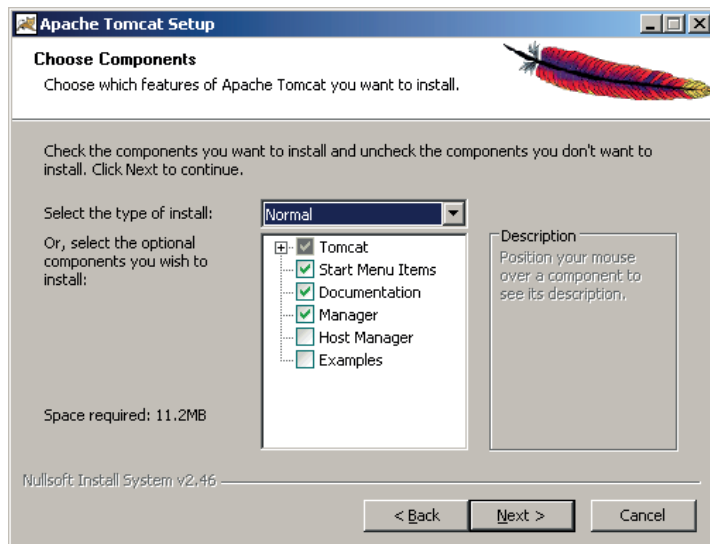 Apache Tomcat Setup
Choose Components
Choose which features of Apache Tomcat you want to install.
Check the components you want to install and uncheck the components you don't want to
install. Click Next to continue.
Select the type of install:
Normal
Or, select the optional
components you wish to
install:
Tomcat
Start Menu Items
Documentation
Manager
Host Manager
Examples
Description
Position your mouse
over a component to
see its description.
Space required: 11.2MB
Nullsoft Install System v2.46
< Back
Next >
Cancel